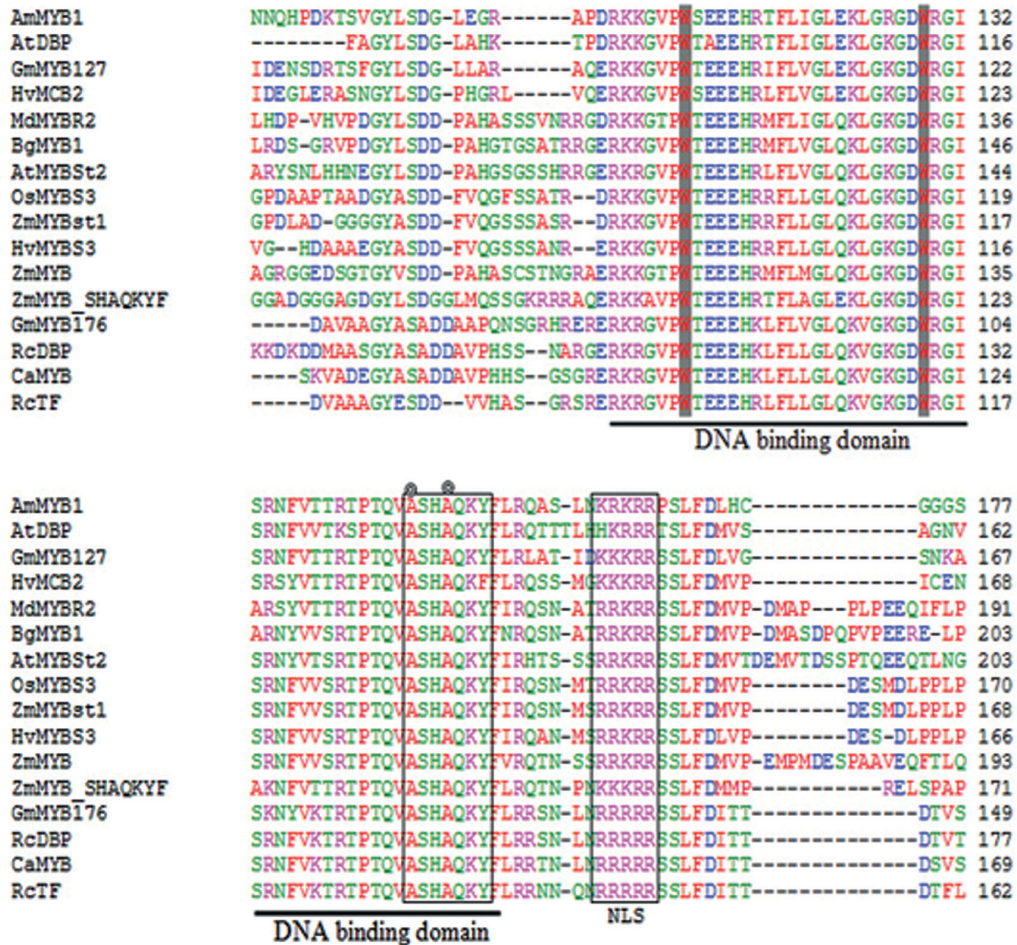 AmMYB1 NNQHPDKTSVGYLSDG-LEGR------APDRKKGVPWSEEEHRTFLIGLEKLGRGDWRGI 132
AtDBP --------FAGYLSDG-LAHK------TPDRKKGVPWTAEEHRTFLIGLEKLGKGDWRGI 116
GmMYB127 IDENSDRTSFGYLSDG-LLAR------AQERKKGVPWTEEEHRIFLVGLEKLGKGDWRGI 122
HvMCB2 IDEGLERASNGYLSDG-PHGRL-----VQERKKGVPWSEEEHRLFLVGLEKLGKGDWRGI 123
MdMYBR2 LHDP-VHVPDGYLSDD-PAHASSSVNRRGDRKKGTPWTEEEHRMFLIGLQKLGKGDWRGI 136
BgMYB1 LRDS-GRVPDGYLSDD-PAHGTGSATRRGERKKGVPWTEEEHRLFLIGLQKLGKGDWRGI 146
AtMYBSt2 ARYSNLHHNEGYLSDD-PAHGSGSSHRRGERKRGVPWTEEEHRLFLVGLQKLGKGDWRGI 144
OsMYBS3 GPDAAPTAADGYASDD-FVQGFSSATR--DRKKGVPWTEEEHRRFLLGLQKLGKGDWRGI 119
ZmMYBst1 GPDLAD-GGGGYASDD-FVQGSSSASR--DRKKGVPWTEEEHRRFLLGLQKLGKGDWRGI 117
HvMYBS3 VG--HDAAAEGYASDD-FVQGSSSANR--ERKKGVPWTEEEHRRFLLGLQKLGKGDWRGI 116
ZmMYB AGRGGEDSGTGYVSDD-PAHASCSTNGRAERKKGTPWTEEEHRMFLMGLQKLGKGDWRGI 135
ZmMYB_SHAQKYF GGADGGGAGDGYLSDGGLMQSSGKRRRAQERKKAVPWTEEEHRTFLAGLEKLGKGDWRGI 123
GmMYB176 -----DAVAAGYASADDAAPQNSGRHRERERKRGVPWTEEEHKLFLVGLQKVGKGDWRGI 104
RcDBP KKDKDDMAASGYASADDAVPHSS--NARGERKRGVPWTEEEHKLFLLGLQKVGKGDWRGI 132
CaMYB ----SKVADEGYASADDAVPHHS--GSGRERKRGVPWTEEEHKLFLLGLQKVGKGDWRGI 124
RcTF -----DVAAAGYESDD--VVHAS--GRSRERKRGVPWTEEEHRLFLLGLQKVGKGDWRGI 117
DNA binding domain
AmMYB1 SRNFVTTRTPTQVASHAQKYFLRQAS-LNKRKRRPSLFDLHC--------------GGGS 177
AtDBP SRNFVVTKSPTQVASHAQKYFLRQTTTLHHKRRRTSLFDMVS--------------AGNV 162
GmMYB127 SRNFVTTRTPTQVASHAQKYFLRLAT-IDKKKRRSSLFDLVG--------------SNKA 167
HvMCB2 SRSYVTTRTPTQVASHAQKFFLRQSS-MGKKKRRSSLFDMVP--------------ICEN 168
MdMYBR2 ARSYVTTRTPTQVASHAQKYFIRQSN-ATRRKRRSSLFDMVP-DMAP---PLPEEQIFLP 191
BgMYB1 ARNYVVSRTPTQVASHAQKYFNRQSN-ATRRKRRSSLFDMVP-DMASDPQPVPEERE-LP 203
AtMYBSt2 SRNYVTSRTPTQVASHAQKYFIRHTS-SSRRKRRSSLFDMVTDEMVTDSSPTQEEQTLNG 203
OsMYBS3 SRNFVVSRTPTQVASHAQKYFIRQSN-MTRRKRRSSLFDMVP--------DESMDLPPLP 170
ZmMYBst1 SRNFVVSRTPTQVASHAQKYFIRQSN-MSRRKRRSSLFDMVP--------DESMDLPPLP 168
HvMYBS3 SRNFVVSRTPTQVASHAQKYFIRQAN-MSRRKRRSSLFDLVP--------DES-DLPPLP 166
ZmMYB SRNFVVSRTPTQVASHAQKYFVRQTN-SSRRKRRSSLFDMVP-EMPMDESPAAVEQFTLQ 193
ZmMYB_SHAQKYF AKNFVTTRTPTQVASHAQKYFLRQTN-PNKKKRRSSLFDMMP-----------RELSPAP 171
GmMYB176 SKNYVKTRTPTQVASHAQKYFLRRSN-LNRRRRRSSLFDITT--------------DTVS 149
RcDBP SRNFVKTRTPTQVASHAQKYFLRRSN-LNRRRRRSSLFDITT--------------DTVT 177
CaMYB SRNFVKTRTPTQVASHAQKYFLRRTN-LNRRRRRSSLFDITT--------------DSVS 169
RcTF SRNFVKTRTPTQVASHAQKYFLRRNN-QNRRRRRSSLFDITT--------------DTFL 162
DNA binding domain
NLS